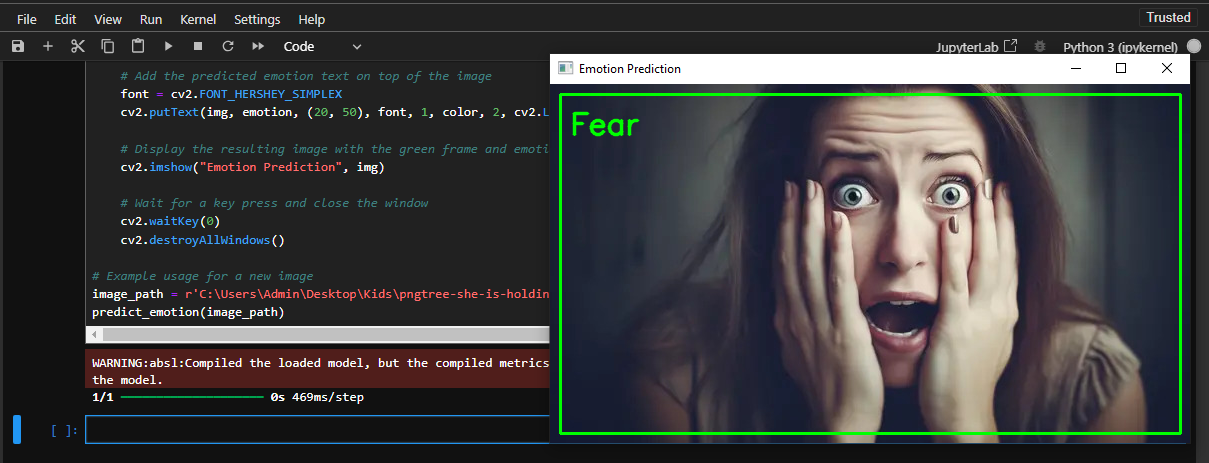 File Edit View Run Kernel Settings Help
Trusted
Code
JupyterLab
Python 3 (ipykernel)
# Add the predicted emotion text on top of the image
font = cv2.FONT_HERSHEY_SIMPLEX
cv2.putText(img, emotion, (20, 50), font, 1, color, 2, cv2.L
# Display the resulting image with the green frame and emoti
cv2.imshow("Emotion Prediction", img)
# Wait for a key press and close the window
cv2.waitKey(0)
cv2.destroyAllWindows()
# Example usage for a new image
image_path = r'C:\Users\Admin\Desktop\Kids\pngtree-she-is-holdin
predict_emotion(image_path)
WARNING:absl:Compiled the loaded model, but the compiled metrics
the model.
1/1 ━━━━━━━━━━━━━━━━━━━━ 0s 469ms/step
[ ]:
Emotion Prediction
Fear